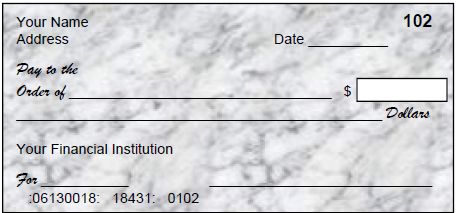 Your Name 102
Address Date
Pay to the
Order of $
Dollars
Your Financial Institution
For
:06130018: 18431: 0102